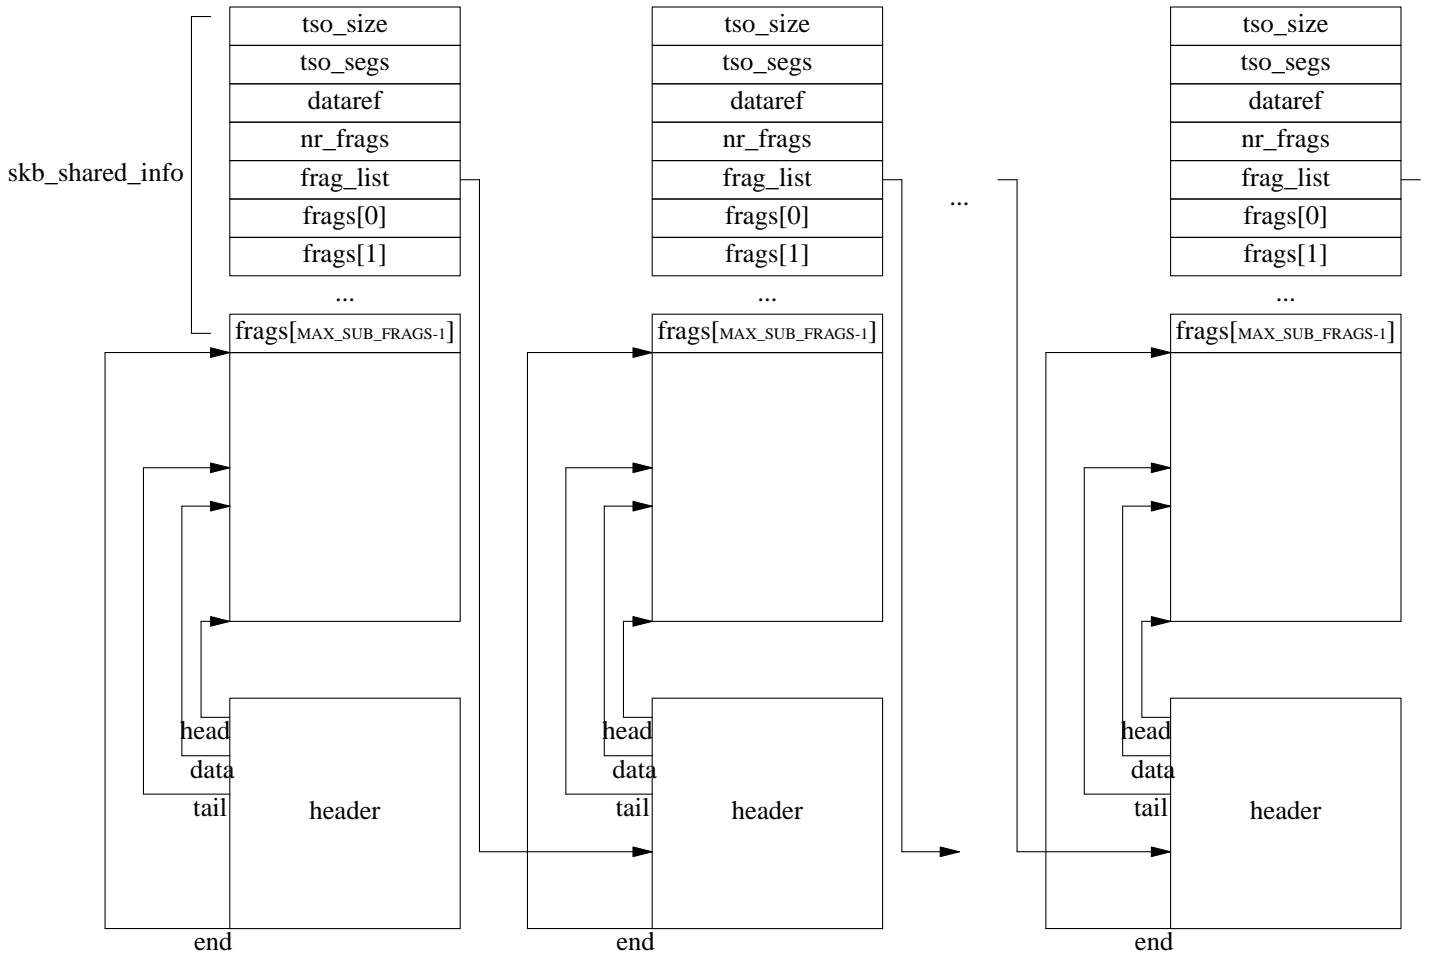 tso_size tso_size tso_size
tso_segs tso_segs tso_segs
dataref dataref dataref
nr_frags nr_frags nr_frags
skb_shared_info frag_list frag_list frag_list
frags[0] frags[0] frags[0]
...
frags[1] frags[1] frags[1]
... ... ...
frags[MAX_SUB_FRAGS-1] frags[MAX_SUB_FRAGS-1] frags[MAX_SUB_FRAGS-1]
head head head
data data data
tail header tail header tail header
end end end